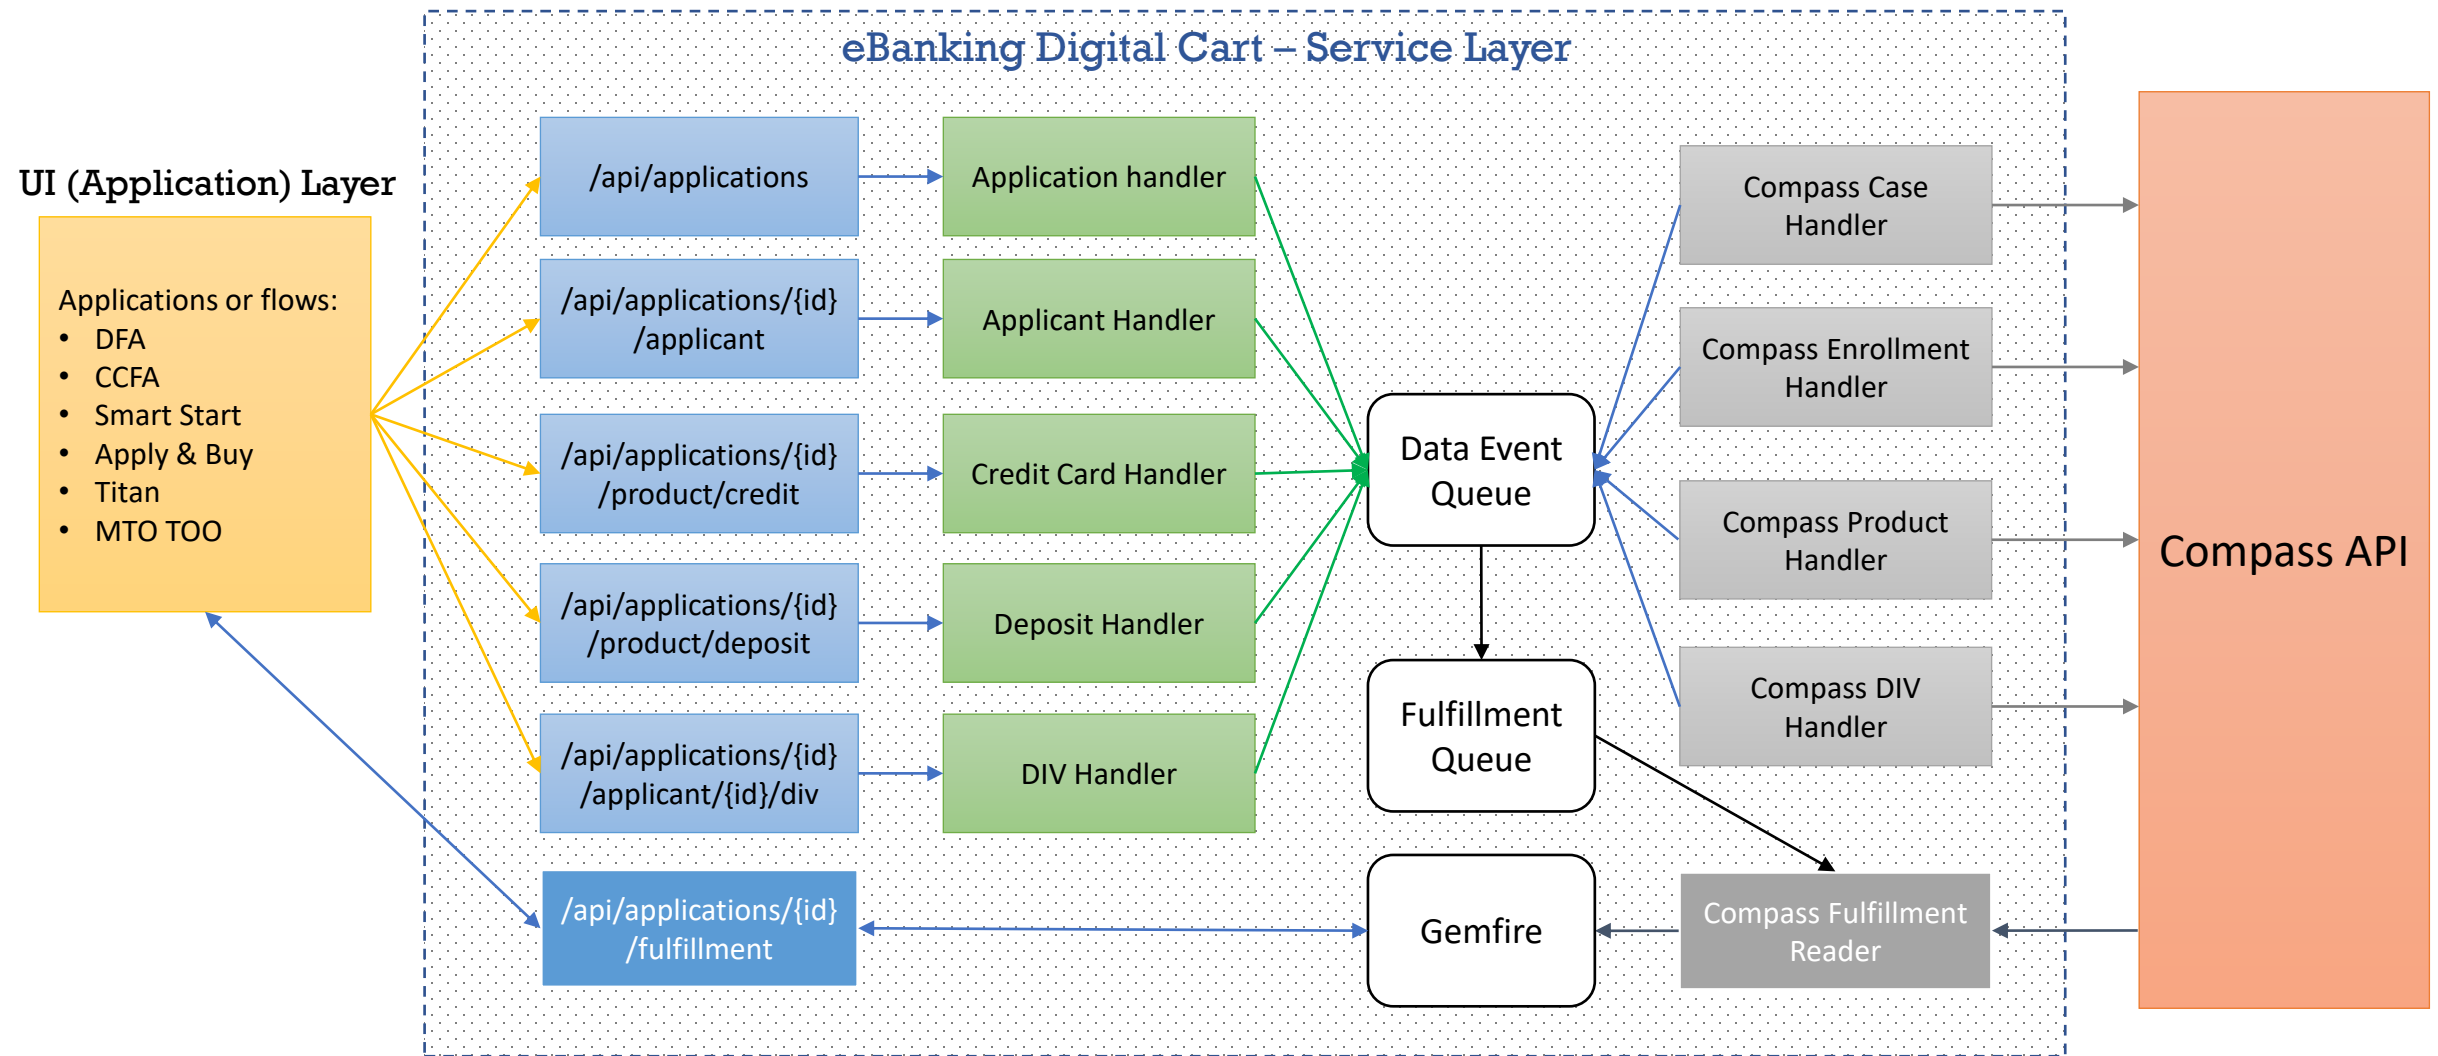 eBanking Digital Cart – Service Layer
UI (Application) Layer
Applications or flows:
• DFA
• CCFA
• Smart Start
• Apply & Buy
• Titan
• MTO TOO
/api/applications
/api/applications/{id}
/applicant
/api/applications/{id}
/product/credit
/api/applications/{id}
/product/deposit
/api/applications/{id}
/applicant/{id}/div
/api/applications/{id}
/fulfillment
Application handler
Applicant Handler
Credit Card Handler
Deposit Handler
DIV Handler
Data Event
Queue
Fulfillment
Queue
Gemfire
Compass Case
Handler
Compass Enrollment
Handler
Compass Product
Handler
Compass DIV
Handler
Compass Fulfillment
Reader
Compass API